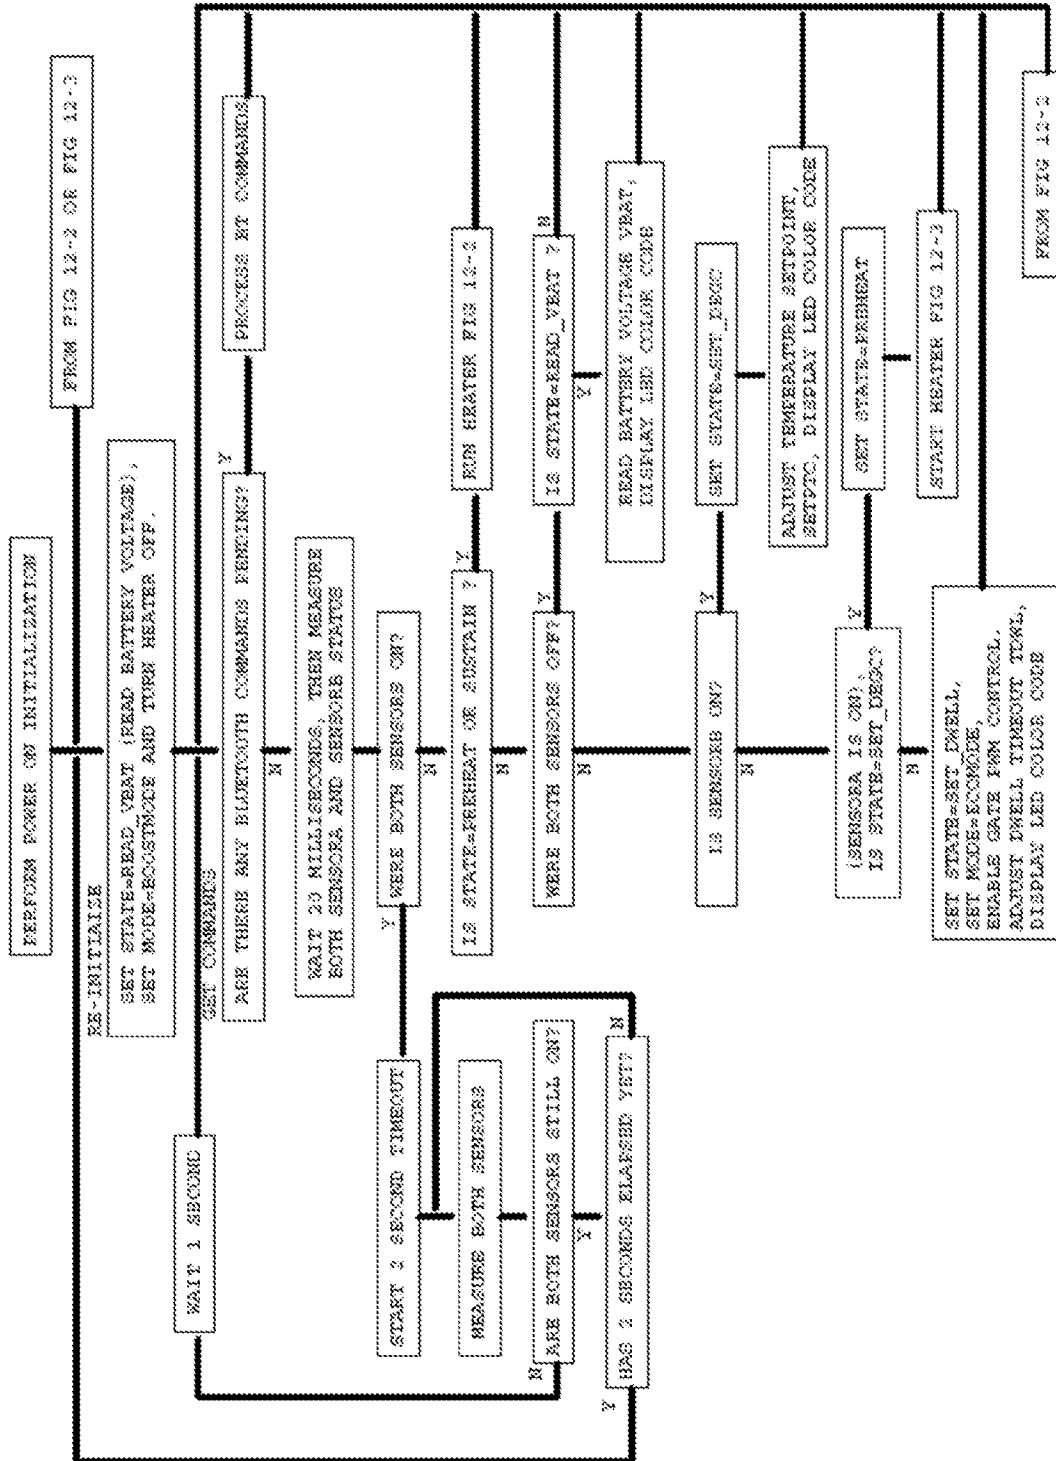 PERFORM POWER ON INITIALIZATION
FROM FIG 12-2 OR FIG 12-3
RE-INITIAIZE
SET STATE=READ_VBAT (READ BATTERY VOLTAGE),
SET MODE=BOOSTMODE AND TURN HEATER OFF.
WAIT 1 SECOND
GET COMMANDS
ARE THERE ANY BLUETOOTH COMMANDS PENDING?
Y
PROCESS BT COMMANDS
N
WAIT 20 MILLISECONDS, THEN MEASURE
BOTH SENSORA AND SENSORB STATUS
START 2 SECOND TIMEOUT
Y
WERE BOTH SENSORS ON?
N
MEASURE BOTH SENSORS
IS STATE=PREHEAT OR SUSTAIN ?
Y
RUN HEATER FIG 12-2
N
N
ARE BOTH SENSORS STILL ON?
Y
WERE BOTH SENSORS OFF?
Y
IS STATE=READ_VBAT ?
N
N
Y
Y
HAS 2 SECONDS ELAPSED YET?
N
READ BATTERY VOLTAGE VBAT,
DISPLAY LED COLOR CODE
IS SENSORB ON?
Y
SET STATE=SET_DEGC
N
ADJUST TEMPERATURE SETPOINT,
SETPTC, DISPLAY LED COLOR CODE
(SENSORA IS ON),
IS STATE=SET_DEGC?
Y
SET STATE=PREHEAT
N
START HEATER FIG 12-3
SET STATE=SET_DWELL,
SET MODE=ECOMODE,
ENABLE GATE PWM CONTROL,
ADJUST DWELL TIMEOUT TDWL,
DISPLAY LED COLOR CODE
FROM FIG 12-2